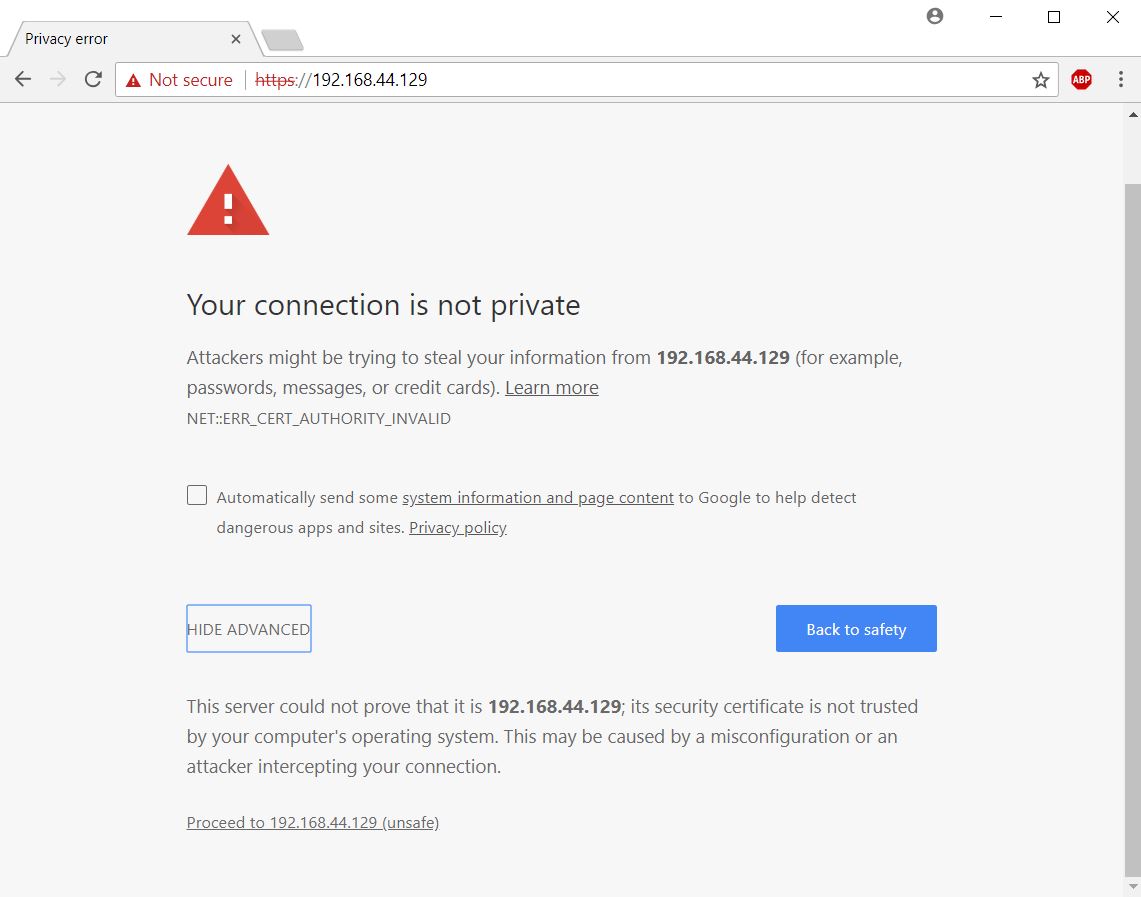 Privacy error
Not secure
https://192.168.44.129
ABP
Your connection is not private
Attackers might be trying to steal your information from 192.168.44.129 (for example,
passwords, messages, or credit cards). Learn more
NET::ERR_CERT_AUTHORITY_INVALID
Automatically send some system information and page content to Google to help detect
dangerous apps and sites. Privacy policy
HIDE ADVANCED
Back to safety
This server could not prove that it is 192.168.44.129; its security certificate is not trusted
by your computer's operating system. This may be caused by a misconfiguration or an
attacker intercepting your connection.
Proceed to 192.168.44.129 (unsafe)